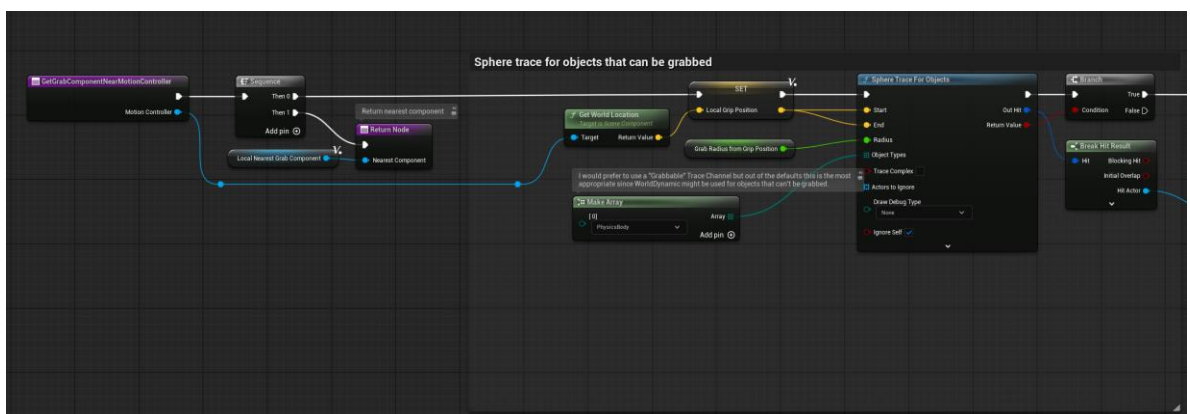 Sphere trace for objects that can be grabbed
GetGrabComponentNearMotionController
Motion Controller
Sequence
Then 0
Then 1
Add pin
Return nearest component
Return Node
Nearest Component
Local Nearest Grab Component
Get World Location
Target is Scene Component
Target
Return Value
SET
Local Grip Position
Grab Radius from Grip Position
I would prefer to use a "Grabbable" Trace Channel but out of the defaults this is the most
appropriate since WorldDynamic might be used for objects that can't be grabbed.
Make Array
[0]
Array
PhysicsBody
Add pin
Sphere Trace For Objects
Start
Out Hit
End
Return Value
Radius
Object Types
Trace Complex
Actors to Ignore
Draw Debug Type
None
Ignore Self
Branch
True
Condition
False
Break Hit Result
Hit
Blocking Hit
Initial Overlap
Hit Actor